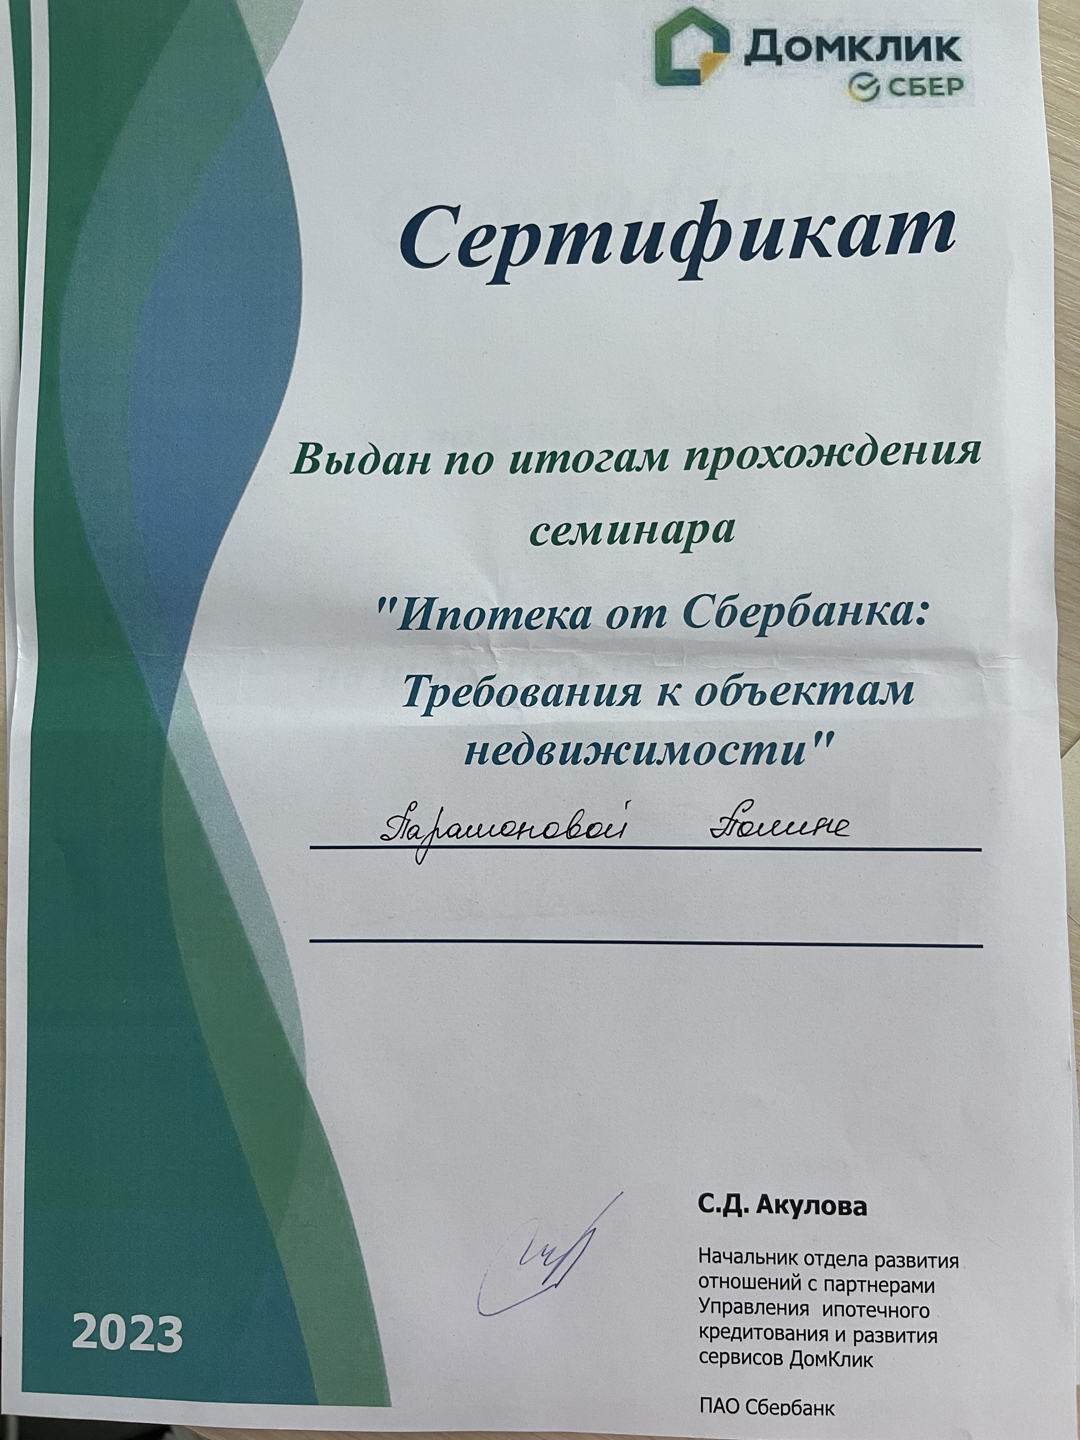 Домклик
СБЕР
Сертификат
Выдан по итогам прохождения
семинара
"Ипотека от Сбербанка:
Требования к объектам
недвижимости"
Парамоновой Полине
С.Д. Акулова
Начальник отдела развития
отношений с партнерами
Управления ипотечного
кредитования и развития
сервисов ДомКлик
ПАО Сбербанк
2023